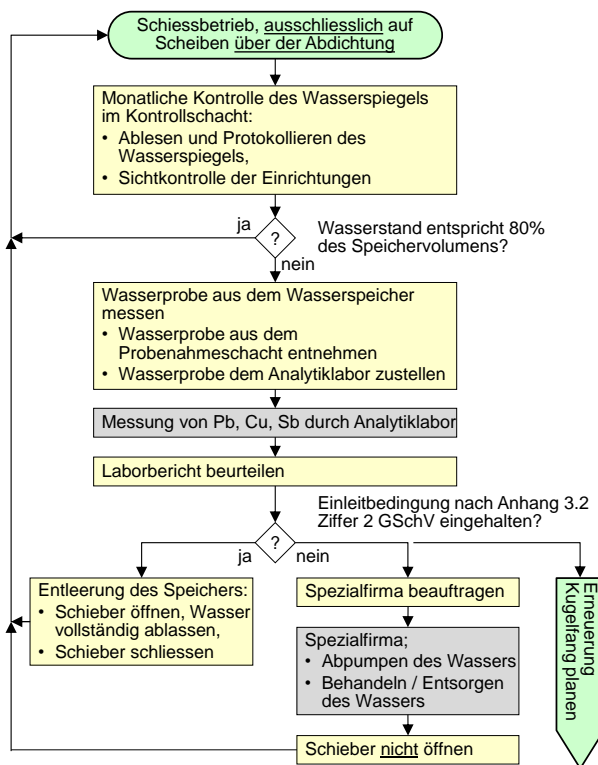 Schiessbetrieb, ausschliesslich auf
Scheiben über der Abdichtung
Monatliche Kontrolle des Wasserspiegels
im Kontrollschacht:
• Ablesen und Protokollieren des
Wasserspiegels,
• Sichtkontrolle der Einrichtungen
ja
?
Wasserstand entspricht 80%
des Speichervolumens?
nein
Wasserprobe aus dem Wasserspeicher
messen
• Wasserprobe aus dem
Probenahmeschacht entnehmen
• Wasserprobe dem Analytiklabor zustellen
Messung von Pb, Cu, Sb durch Analytiklabor
Laborbericht beurteilen
Einleitbedingung nach Anhang 3.2
Ziffer 2 GSchV eingehalten?
?
ja
nein
Entleerung des Speichers:
• Schieber öffnen, Wasser
vollständig ablassen,
• Schieber schliessen
Spezialfirma beauftragen
Spezialfirma;
• Abpumpen des Wassers
• Behandeln / Entsorgen
des Wassers
Schieber nicht öffnen
Erneuerung
Kugelfang planen